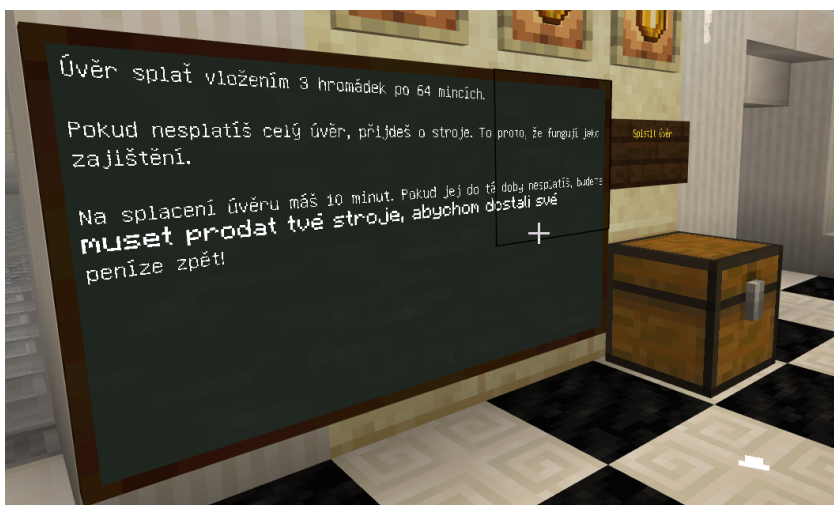 Úvěr splať vložením 3 hromádek po 64 mincích.
Pokud nesplatíš celý úvěr, přijdeš o stroje. To proto, že fungují jako
zajištění.
Na splacení úvěru máš 10 minut. Pokud jej do té doby nesplatíš, budeme
muset prodat tvé stroje, abychom dostali své
peníze zpět!
Splatit úvěr